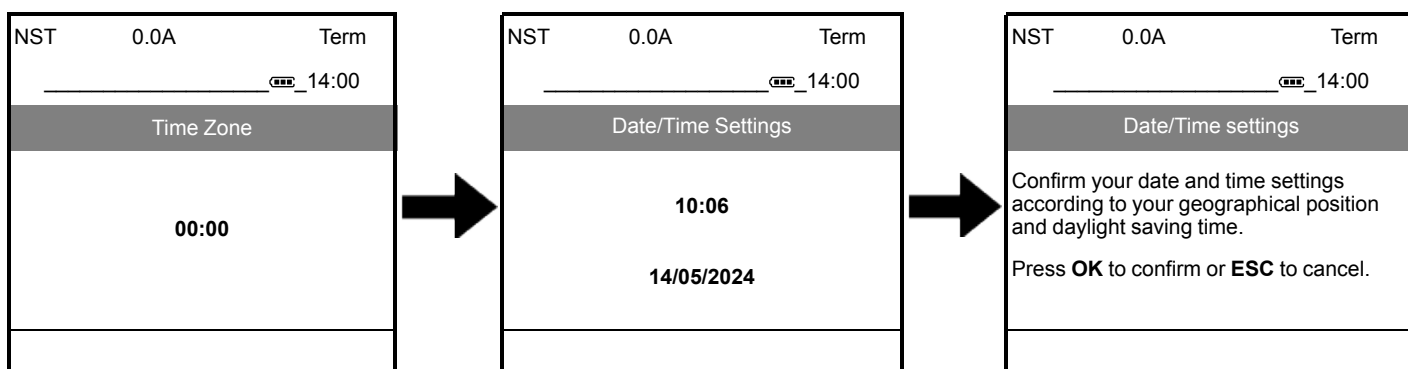 NST 0.0A Term
14:00
Time Zone
00:00
NST 0.0A Term
14:00
Date/Time Settings
10:06
14/05/2024
NST 0.0A Term
14:00
Date/Time settings
Confirm your date and time settings
according to your geographical position
and daylight saving time.
Press OK to confirm or ESC to cancel.